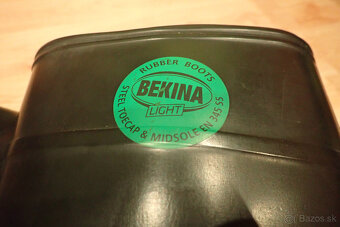 RUBBER BOOTS
BEKINA
LIGHT
STEEL TOECAP & MIDSOLE EN 345 S5
Bazos.sk